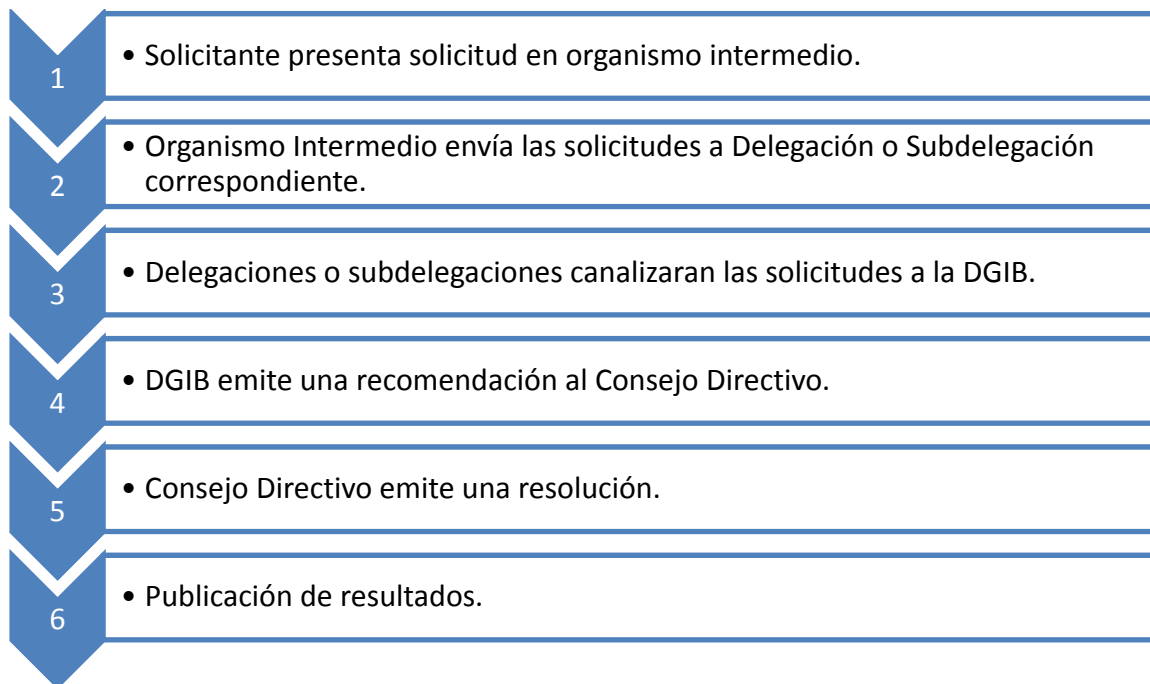 1
• Solicitante presenta solicitud en organismo intermedio.
2
• Organismo Intermedio envía las solicitudes a Delegación o Subdelegación
correspondiente.
3
• Delegaciones o subdelegaciones canalizaran las solicitudes a la DGIB.
4
• DGIB emite una recomendación al Consejo Directivo.
5
• Consejo Directivo emite una resolución.
6
• Publicación de resultados.